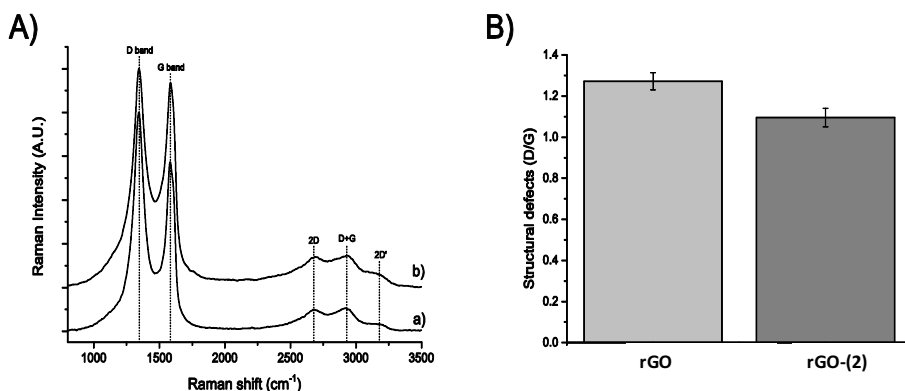 A)
D band
G band
2D
D+G
2D'
b)
a)
Raman Intensity (A.U.)
1000 1500 2000 2500 3000 3500
Raman shift (cm⁻¹)
B)
1.4
1.2
1.0
0.8
0.6
0.4
0.2
0.0
Structural defects (D/G)
rGO rGO-(2)